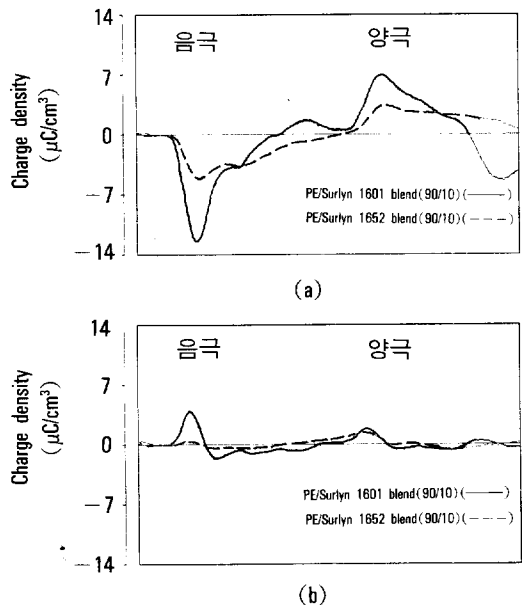 14
7
0
−7
−14
Charge density
(μC/cm³)
음극
양극
PE/Surlyn 1601 blend(90/10)(——)
PE/Surlyn 1652 blend(90/10)(— — —)
(a)
14
7
0
−7
−14
Charge density
(μC/cm³)
음극
양극
PE/Surlyn 1601 blend(90/10)(——)
PE/Surlyn 1652 blend(90/10)(— — —)
(b)